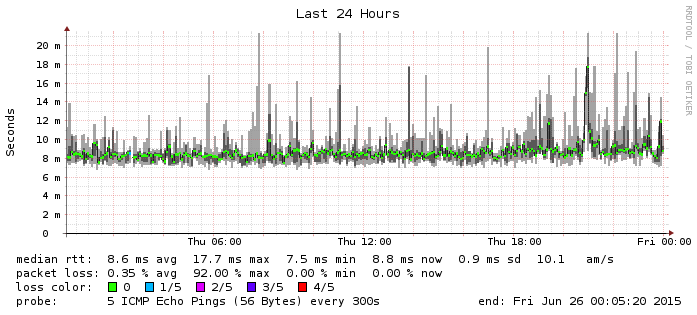 Last 24 Hours
RRDTOOL / TOBI OETIKER
Seconds
20 m
18 m
16 m
14 m
12 m
10 m
8 m
6 m
4 m
2 m
0
Thu 06:00 Thu 12:00 Thu 18:00 Fri 00:00
median rtt: 8.6 ms avg 17.7 ms max 7.5 ms min 8.8 ms now 0.9 ms sd 10.1 am/s
packet loss: 0.35 % avg 92.00 % max 0.00 % min 0.00 % now
loss color: 0 1/5 2/5 3/5 4/5
probe: 5 ICMP Echo Pings (56 Bytes) every 300s end: Fri Jun 26 00:05:20 2015